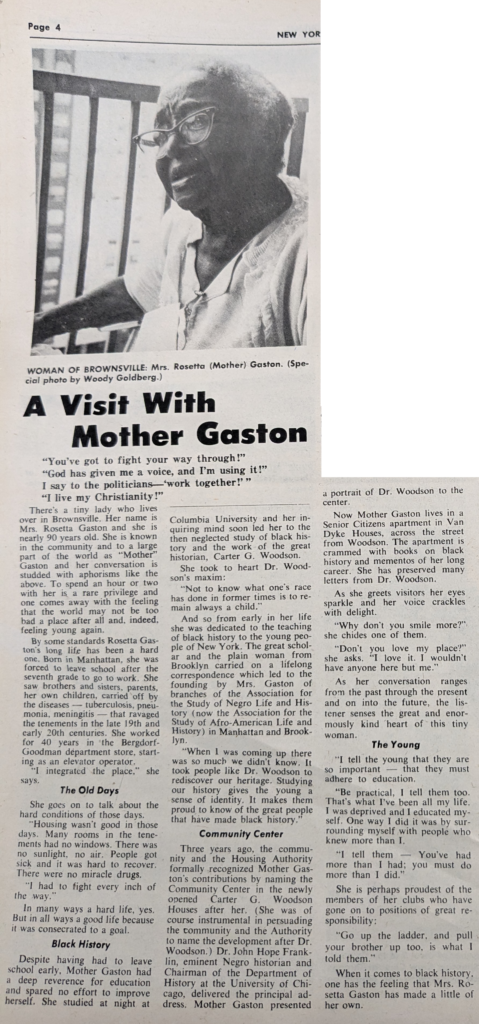 Page 4
NEW YOR
WOMAN OF BROWNSVILLE: Mrs. Rosetta (Mother) Gaston. (Spe-
cial photo by Woody Goldberg.)
A Visit With
Mother Gaston
"You've got to fight your way through!"
"God has given me a voice, and I'm using it!"
I say to the politicians—'work together!' "
"I live my Christianity!"
There's a tiny lady who lives
over in Brownsville. Her name is
Mrs. Rosetta Gaston and she is
nearly 90 years old. She is known
in the community and to a large
part of the world as "Mother"
Gaston and her conversation is
studded with aphorisms like the
above. To spend an hour or two
with her is a rare privilege and
one comes away with the feeling
that the world may not be too
bad a place after all and, indeed,
feeling young again.
By some standards Rosetta Gas-
ton's long life has been a hard
one. Born in Manhattan, she was
forced to leave school after the
seventh grade to go to work. She
saw brothers and sisters, parents,
her own children, carried off by
the diseases — tuberculosis, pneu-
monia, meningitis — that ravaged
the tenements in the late 19th and
early 20th centuries. She worked
for 40 years in the Bergdorf-
Goodman department store, start-
ing as an elevator operator.
"I integrated the place," she
says.
The Old Days
She goes on to talk about the
hard conditions of those days.
"Housing wasn't good in those
days. Many rooms in the tene-
ments had no windows. There was
no sunlight, no air. People got
sick and it was hard to recover.
There were no miracle drugs.
"I had to fight every inch of
the way."
In many ways a hard life, yes.
But in all ways a good life because
it was consecrated to a goal.
Black History
Despite having had to leave
school early, Mother Gaston had
a deep reverence for education
and spared no effort to improve
herself. She studied at night at
Columbia University and her in-
quiring mind soon led her to the
then neglected study of black his-
tory and the work of the great
historian, Carter G. Woodson.
She took to heart Dr. Wood-
son's maxim:
"Not to know what one's race
has done in former times is to re-
main always a child."
And so from early in her life
she was dedicated to the teaching
of black history to the young peo-
ple of New York. The great schol-
ar and the plain woman from
Brooklyn carried on a lifelong
correspondence which led to the
founding by Mrs. Gaston of
branches of the Association for
the Study of Negro Life and His-
tory (now the Association for the
Study of Afro-American Life and
History) in Manhattan and Brook-
lyn.
"When I was coming up there
was so much we didn't know. It
took people like Dr. Woodson to
rediscover our heritage. Studying
our history gives the young a
sense of identity. It makes them
proud to know of the great people
that have made black history."
Community Center
Three years ago, the commu-
nity and the Housing Authority
formally recognized Mother Gas-
ton's contributions by naming the
Community Center in the newly
opened Carter G. Woodson
Houses after her. (She was of
course instrumental in persuading
the community and the Authority
to name the development after Dr.
Woodson.) Dr. John Hope Frank-
lin, eminent Negro historian and
Chairman of the Department of
History at the University of Chi-
cago, delivered the principal ad-
dress. Mother Gaston presented
a portrait of Dr. Woodson to the
center.
Now Mother Gaston lives in a
Senior Citizens apartment in Van
Dyke Houses, across the street
from Woodson. The apartment is
crammed with books on black
history and mementos of her long
career. She has preserved many
letters from Dr. Woodson.
As she greets visitors her eyes
sparkle and her voice crackles
with delight.
"Why don't you smile more?"
she chides one of them.
"Don't you love my place?"
she asks. "I love it. I wouldn't
have anyone here but me."
As her conversation ranges
from the past through the present
and on into the future, the lis-
tener senses the great and enor-
mously kind heart of this tiny
woman.
The Young
"I tell the young that they are
so important — that they must
adhere to education.
"Be practical, I tell them too.
That's what I've been all my life.
I was deprived and I educated my-
self. One way I did it was by sur-
rounding myself with people who
knew more than I.
"I tell them — You've had
more than I had; you must do
more than I did."
She is perhaps proudest of the
members of her clubs who have
gone on to positions of great re-
sponsibility:
"Go up the ladder, and pull
your brother up too, is what I
told them."
When it comes to black history,
one has the feeling that Mrs. Ro-
setta Gaston has made a little of
her own.